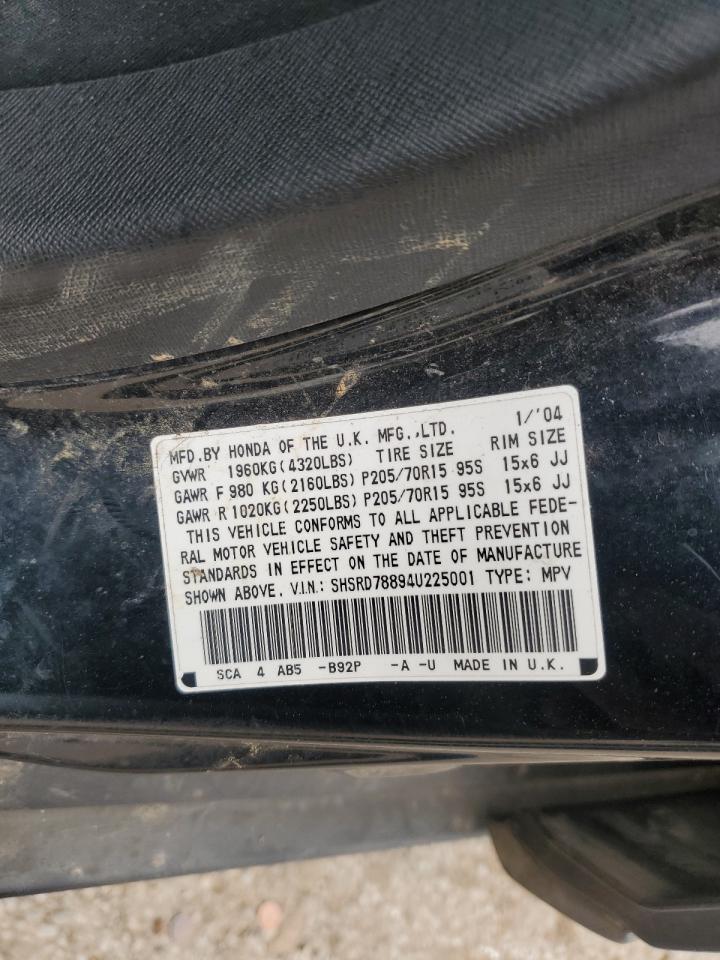 MFD.BY HONDA OF THE U.K. MFG.,LTD. 1/'04
GVWR 1960KG(4320LBS) TIRE SIZE RIM SIZE
GAWR F 980 KG(2160LBS) P205/70R15 95S 15x6 JJ
GAWR R 1020KG(2250LBS) P205/70R15 95S 15x6 JJ
THIS VEHICLE CONFORMS TO ALL APPLICABLE FEDE-
RAL MOTOR VEHICLE SAFETY AND THEFT PREVENTION
STANDARDS IN EFFECT ON THE DATE OF MANUFACTURE
SHOWN ABOVE. V.I.N.: SHSRD78894U225001 TYPE: MPV
SCA 4 AB5 -B92P -A -U MADE IN U.K.